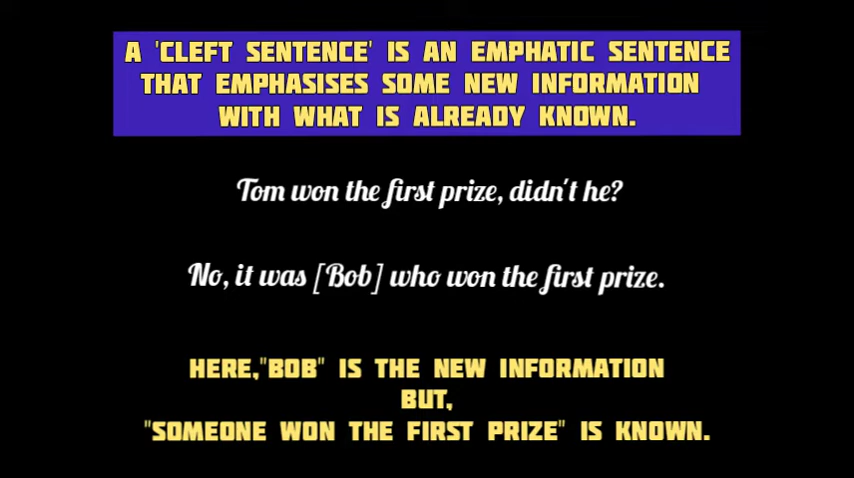 A 'CLEFT SENTENCE' IS AN EMPHATIC SENTENCE
THAT EMPHASISES SOME NEW INFORMATION
WITH WHAT IS ALREADY KNOWN.
Tom won the first prize, didn't he?
No, it was [Bob] who won the first prize.
HERE,"BOB" IS THE NEW INFORMATION
BUT,
"SOMEONE WON THE FIRST PRIZE" IS KNOWN.